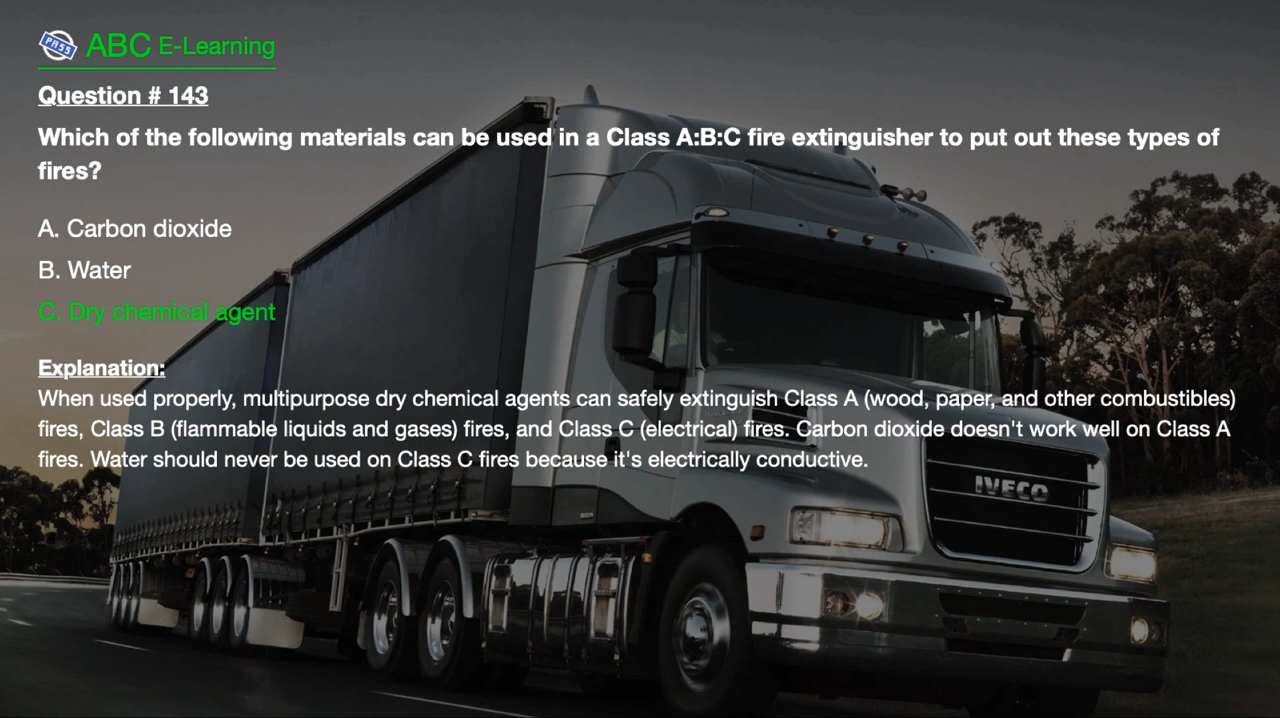 PASS ABC E-Learning
Question # 143
Which of the following materials can be used in a Class A:B:C fire extinguisher to put out these types of
fires?
A. Carbon dioxide
B. Water
C. Dry chemical agent
Explanation:
When used properly, multipurpose dry chemical agents can safely extinguish Class A (wood, paper, and other combustibles)
fires, Class B (flammable liquids and gases) fires, and Class C (electrical) fires. Carbon dioxide doesn't work well on Class A
fires. Water should never be used on Class C fires because it's electrically conductive.
IVECO